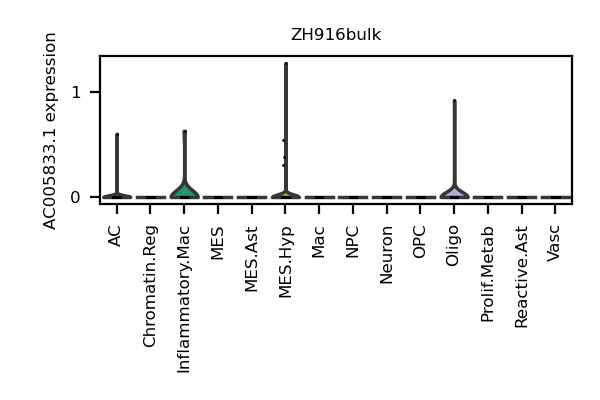 ZH916bulk
AC005833.1 expression
1
0
AC
Chromatin.Reg
Inflammatory.Mac
MES
MES.Ast
MES.Hyp
Mac
NPC
Neuron
OPC
Oligo
Prolif.Metab
Reactive.Ast
Vasc